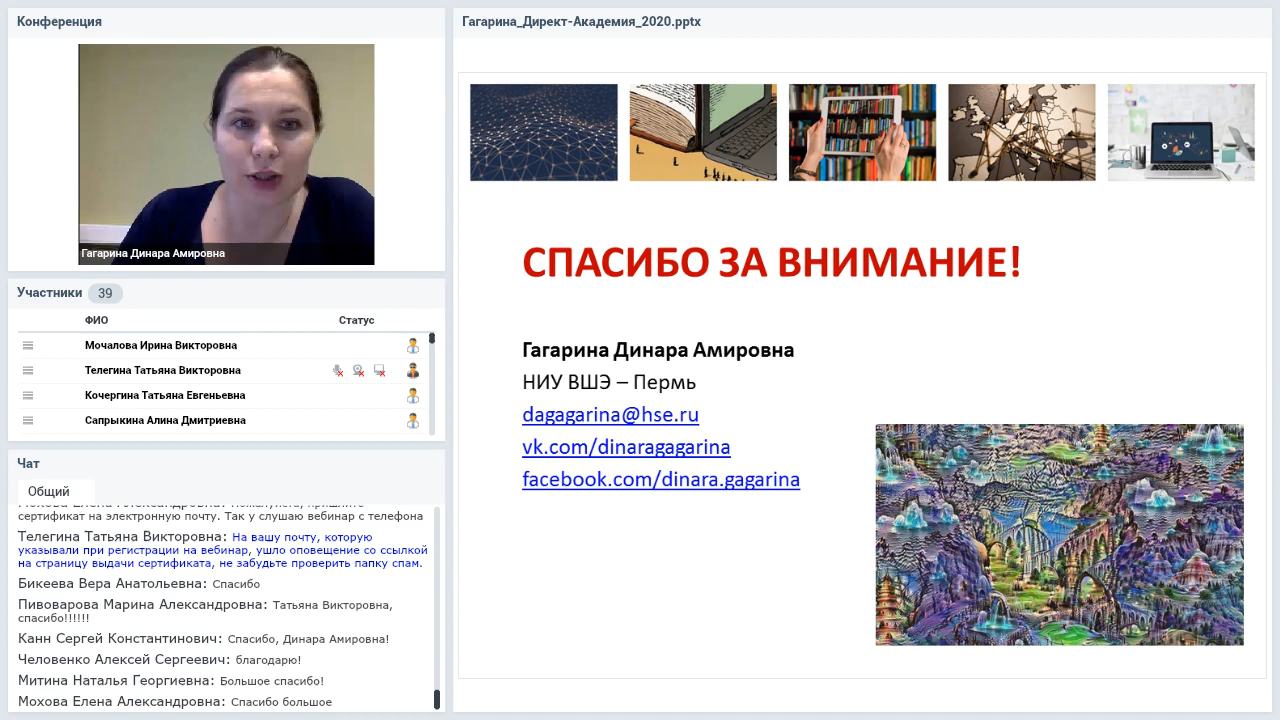 Конференция
Гагарина Динара Амировна
Участники 39
ФИО Статус
Мочалова Ирина Викторовна
Телегина Татьяна Викторовна
Кочергина Татьяна Евгеньевна
Сапрыкина Алина Дмитриевна
Чат
Общий
сертификат на электронную почту. Так у слушаю вебинар с телефона
Телегина Татьяна Викторовна: На вашу почту, которую
указывали при регистрации на вебинар, ушло оповещение со ссылкой
на страницу выдачи сертификата, не забудьте проверить папку спам.
Бикеева Вера Анатольевна: Спасибо
Пивоварова Марина Александровна: Татьяна Викторовна,
спасибо!!!!!!
Канн Сергей Константинович: Спасибо, Динара Амировна!
Человенко Алексей Сергеевич: благодарю!
Митина Наталья Георгиевна: Большое спасибо!
Мохова Елена Александровна: Спасибо большое
Гагарина_Директ-Академия_2020.pptx
СПАСИБО ЗА ВНИМАНИЕ!
Гагарина Динара Амировна
НИУ ВШЭ – Пермь
dagagarina@hse.ru
vk.com/dinaragagarina
facebook.com/dinara.gagarina